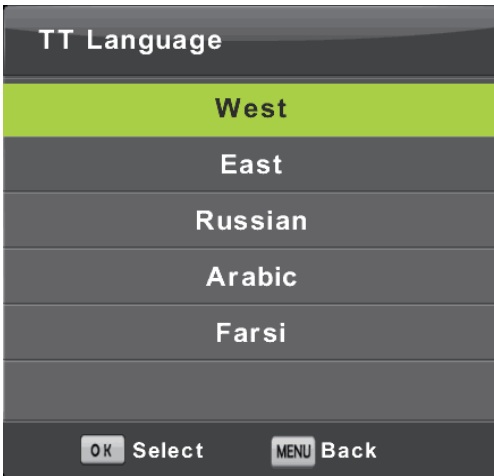 TT Language
West
East
Russian
Arabic
Farsi
OK Select MENU Back